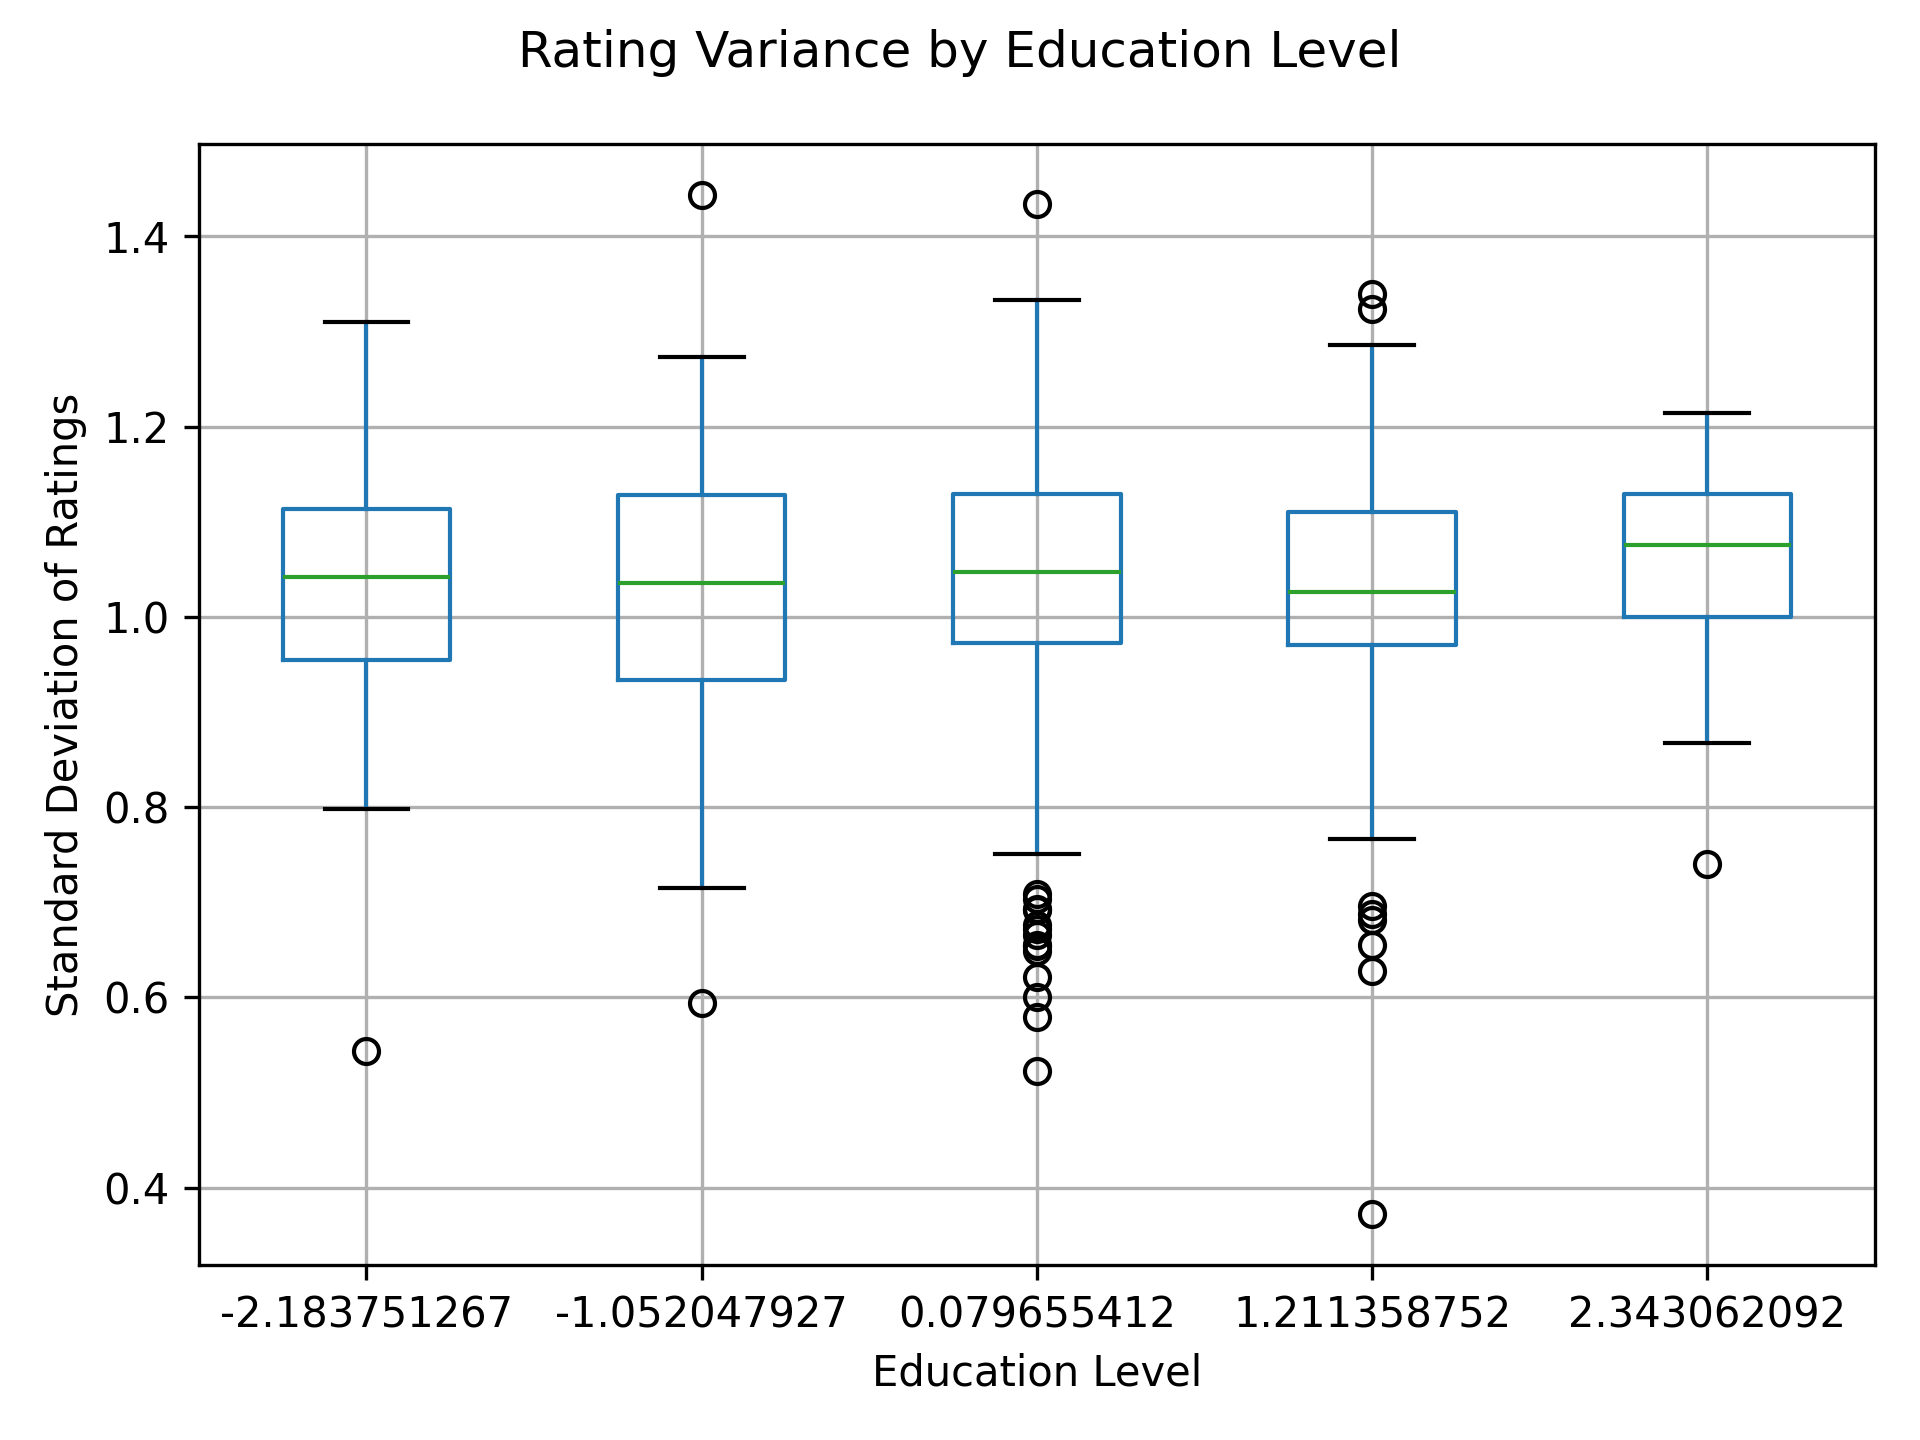 Rating Variance by Education Level
Standard Deviation of Ratings
1.4
1.2
1.0
0.8
0.6
0.4
-2.183751267 -1.052047927 0.079655412 1.211358752 2.343062092
Education Level